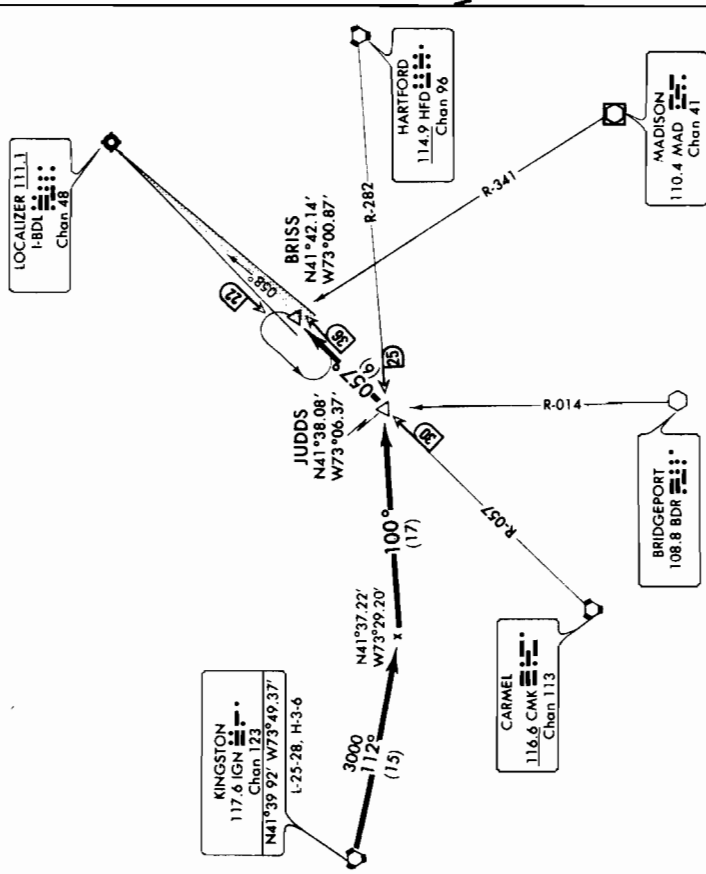 LOCALIZER 111.1
I-BDL
Chan 48
HARTFORD
114.9 HFD
Chan 96
MADISON
110.4 MAD
Chan 41
R-282
R-341
BRISS
N41°42.14'
W73°00.87'
058°
22
36
057°
(6)
25
JUDDS
N41°38.08'
W73°06.37'
R-014
30
R-057
100°
(17)
N41°37.22'
W73°29.20'
BRIDGEPORT
108.8 BDR
CARMEL
116.6 CMK
Chan 113
KINGSTON
117.6 IGN
Chan 123
N41°39 92' W73°49.37'
L-25-28, H-3-6
3000
112°
(15)
x